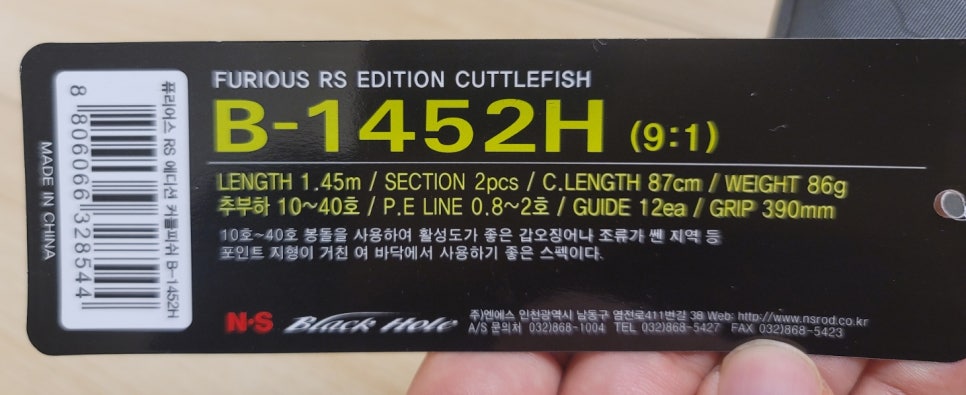 FURIOUS RS EDITION CUTTLEFISH
B-1452H (9:1)
LENGTH 1.45m / SECTION 2pcs / C.LENGTH 87cm / WEIGHT 86g
추부하 10~40호 / P.E LINE 0.8~2호 / GUIDE 12ea / GRIP 390mm
10호~40호 봉돌을 사용하여 활성도가 좋은 갑오징어나 조류가 쎈 지역 등
포인트 지형이 거친 여 바닥에서 사용하기 좋은 스펙이다.
N·S Black Hole
주)엔에스 인천광역시 남동구 염전로411번길 38 Web: http://www.nsrod.co.kr
A/S 문의처 032)868-1004 TEL 032)868-5427 FAX 032)868-5423
퓨리어스 RS 에디션 커틀피쉬 B-1452H
8 806066 328544
MADE IN CHINA